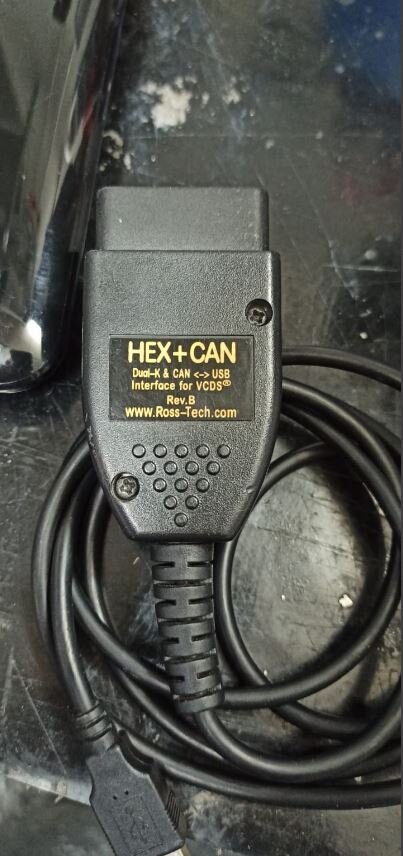 HEX+CAN
Dual-K & CAN <-> USB
Interface for VCDS®
Rev.B
www.Ross-Tech.com